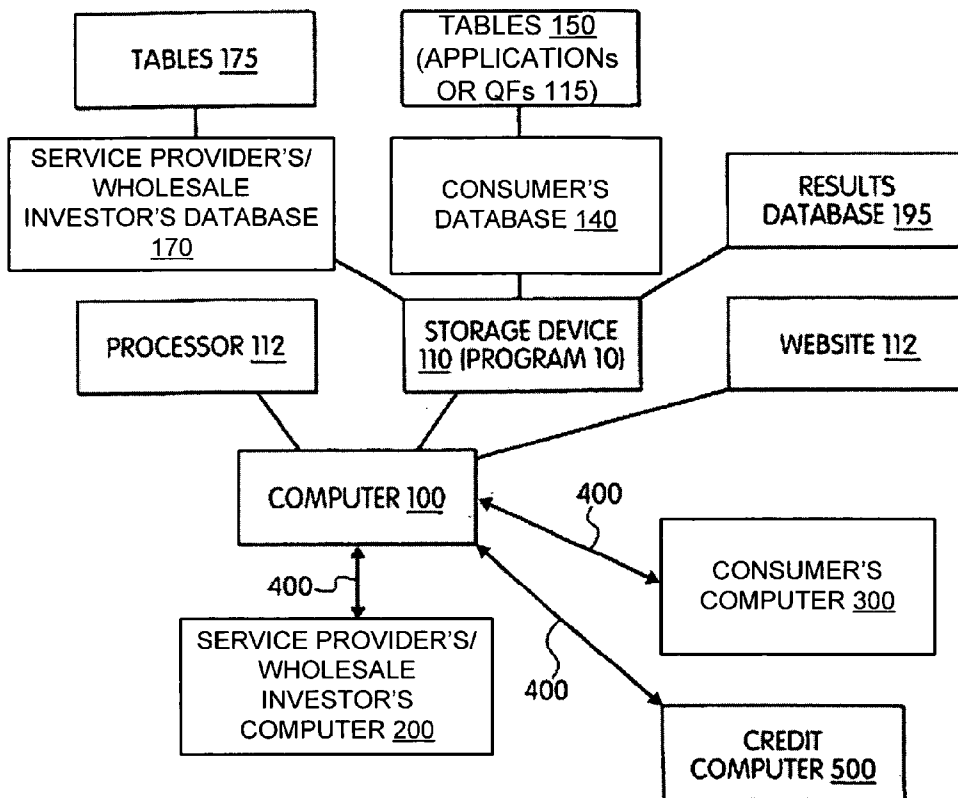 TABLES 175
TABLES 150
(APPLICATIONs
OR QFs 115)
SERVICE PROVIDER'S/
WHOLESALE
INVESTOR'S DATABASE
170
CONSUMER'S
DATABASE 140
RESULTS
DATABASE 195
PROCESSOR 112
STORAGE DEVICE
110 (PROGRAM 10)
WEBSITE 112
COMPUTER 100
400
400
CONSUMER'S
COMPUTER 300
SERVICE PROVIDER'S/
WHOLESALE
INVESTOR'S
COMPUTER 200
400
CREDIT
COMPUTER 500